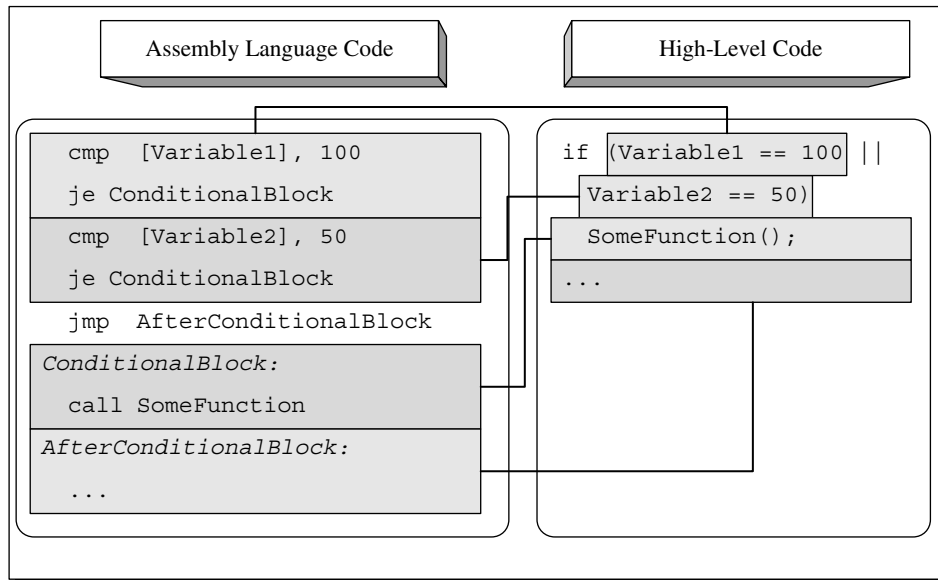 Assembly Language Code
High-Level Code
cmp [Variable1], 100
je ConditionalBlock
cmp [Variable2], 50
je ConditionalBlock
jmp AfterConditionalBlock
ConditionalBlock:
call SomeFunction
AfterConditionalBlock:
...
if (Variable1 == 100 ||
Variable2 == 50)
SomeFunction();
...